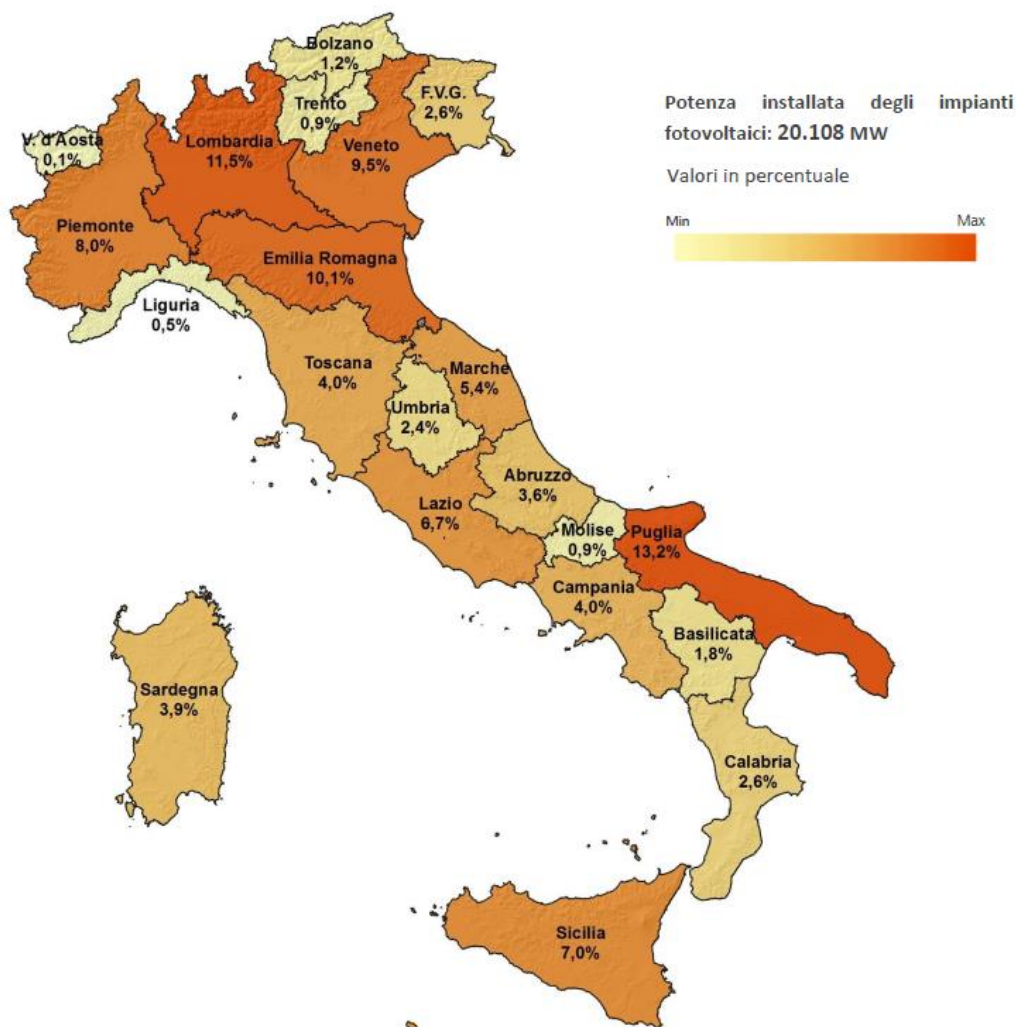 Bolzano
1,2%
Trento
0,9%
F.V.G.
2,6%
V. d'Aosta
0,1%
Lombardia
11,5%
Veneto
9,5%
Piemonte
8,0%
Emilia Romagna
10,1%
Liguria
0,5%
Toscana
4,0%
Marche
5,4%
Umbria
2,4%
Abruzzo
3,6%
Lazio
6,7%
Molise
0,9%
Puglia
13,2%
Campania
4,0%
Basilicata
1,8%
Sardegna
3,9%
Calabria
2,6%
Sicilia
7,0%
Potenza installata degli impianti
fotovoltaici: 20.108 MW
Valori in percentuale
Min Max